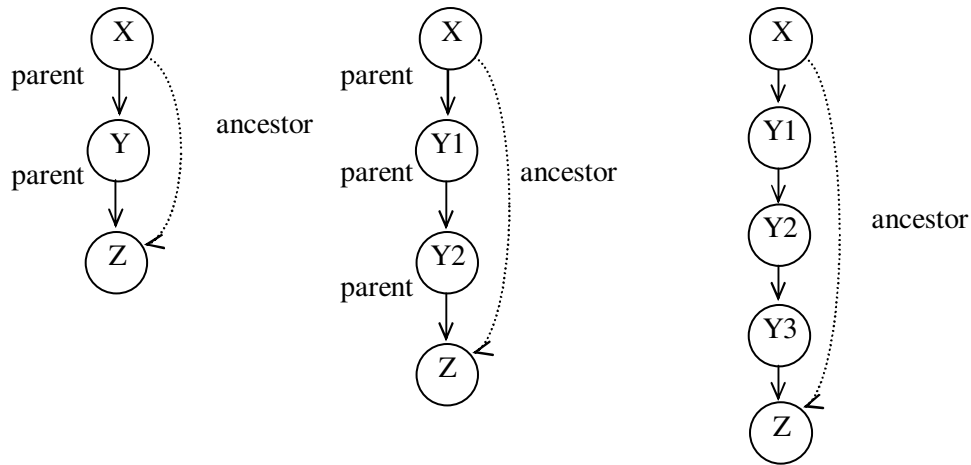 X
parent
Y
ancestor
parent
Z
X
parent
Y1
parent
ancestor
Y2
parent
Z
X
Y1
Y2
ancestor
Y3
Z